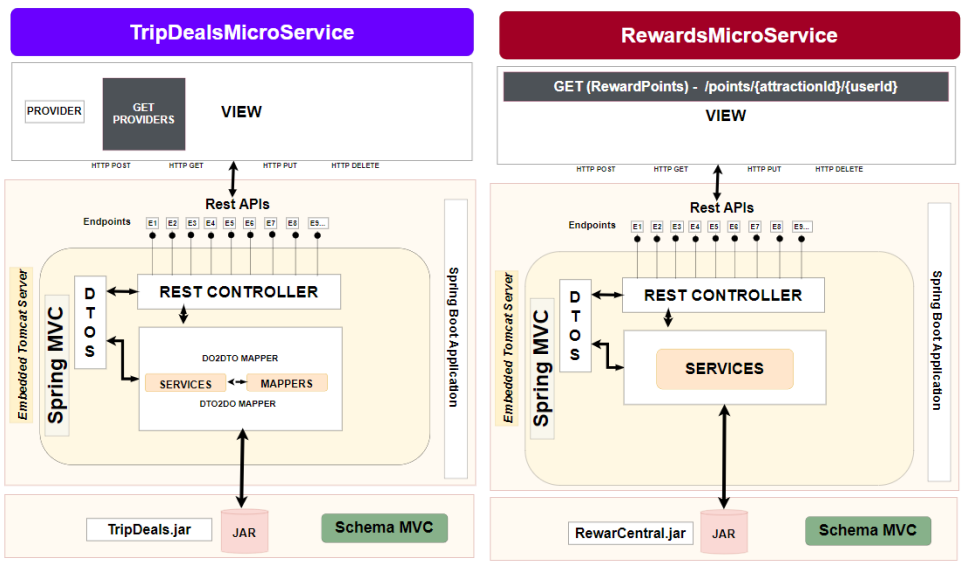 TripDealsMicroService
PROVIDER
GET
PROVIDERS
VIEW
HTTP POST HTTP GET HTTP PUT HTTP DELETE
Rest APIs
Endpoints E1 E2 E3 E4 E5 E6 E7 E8 E9...
REST CONTROLLER
DTOS
Embedded Tomcat Server
Spring MVC
Spring Boot Application
DO2DTO MAPPER
SERVICES MAPPERS
DTO2DO MAPPER
TripDeals.jar
JAR
Schema MVC
RewardsMicroService
GET (RewardPoints) - /points/{attractionId}/{userId}
VIEW
HTTP POST HTTP GET HTTP PUT HTTP DELETE
Rest APIs
Endpoints E1 E2 E3 E4 E5 E6 E7 E8 E9...
REST CONTROLLER
DTOS
Embedded Tomcat Server
Spring MVC
Spring Boot Application
SERVICES
RewarCentral.jar
JAR
Schema MVC